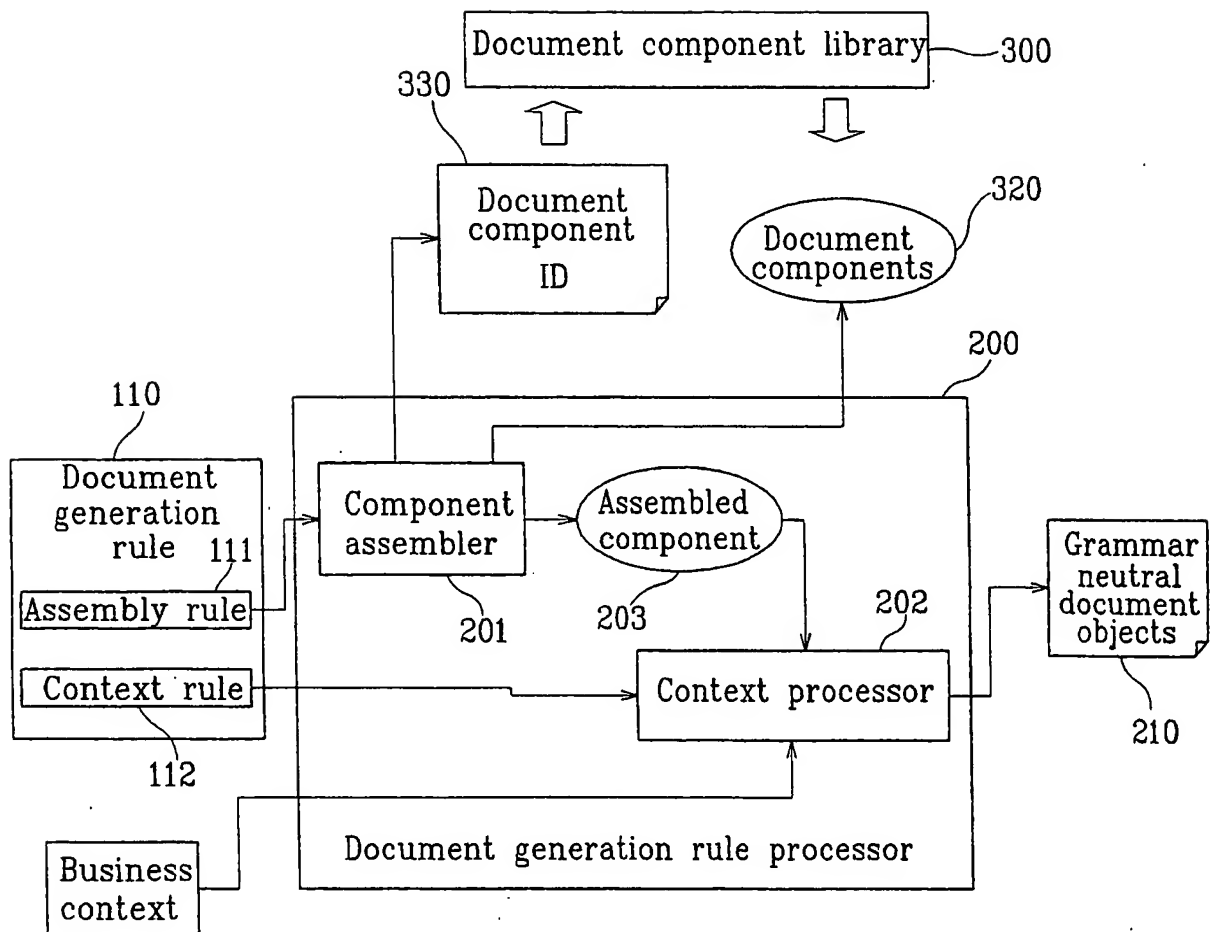 Document component library
300
330
Document
component
ID
320
Document
components
200
110
Document
generation
rule
111
Assembly rule
Context rule
112
Component
assembler
201
Assembled
component
203
202
Context processor
Grammar
neutral
document
objects
210
Document generation rule processor
Business
context